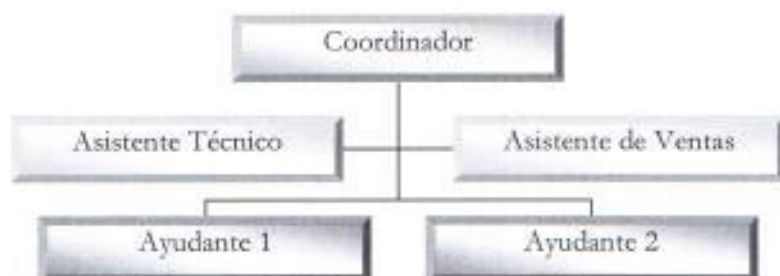 Coordinador
Asistente Técnico
Asistente de Ventas
Ayudante 1
Ayudante 2